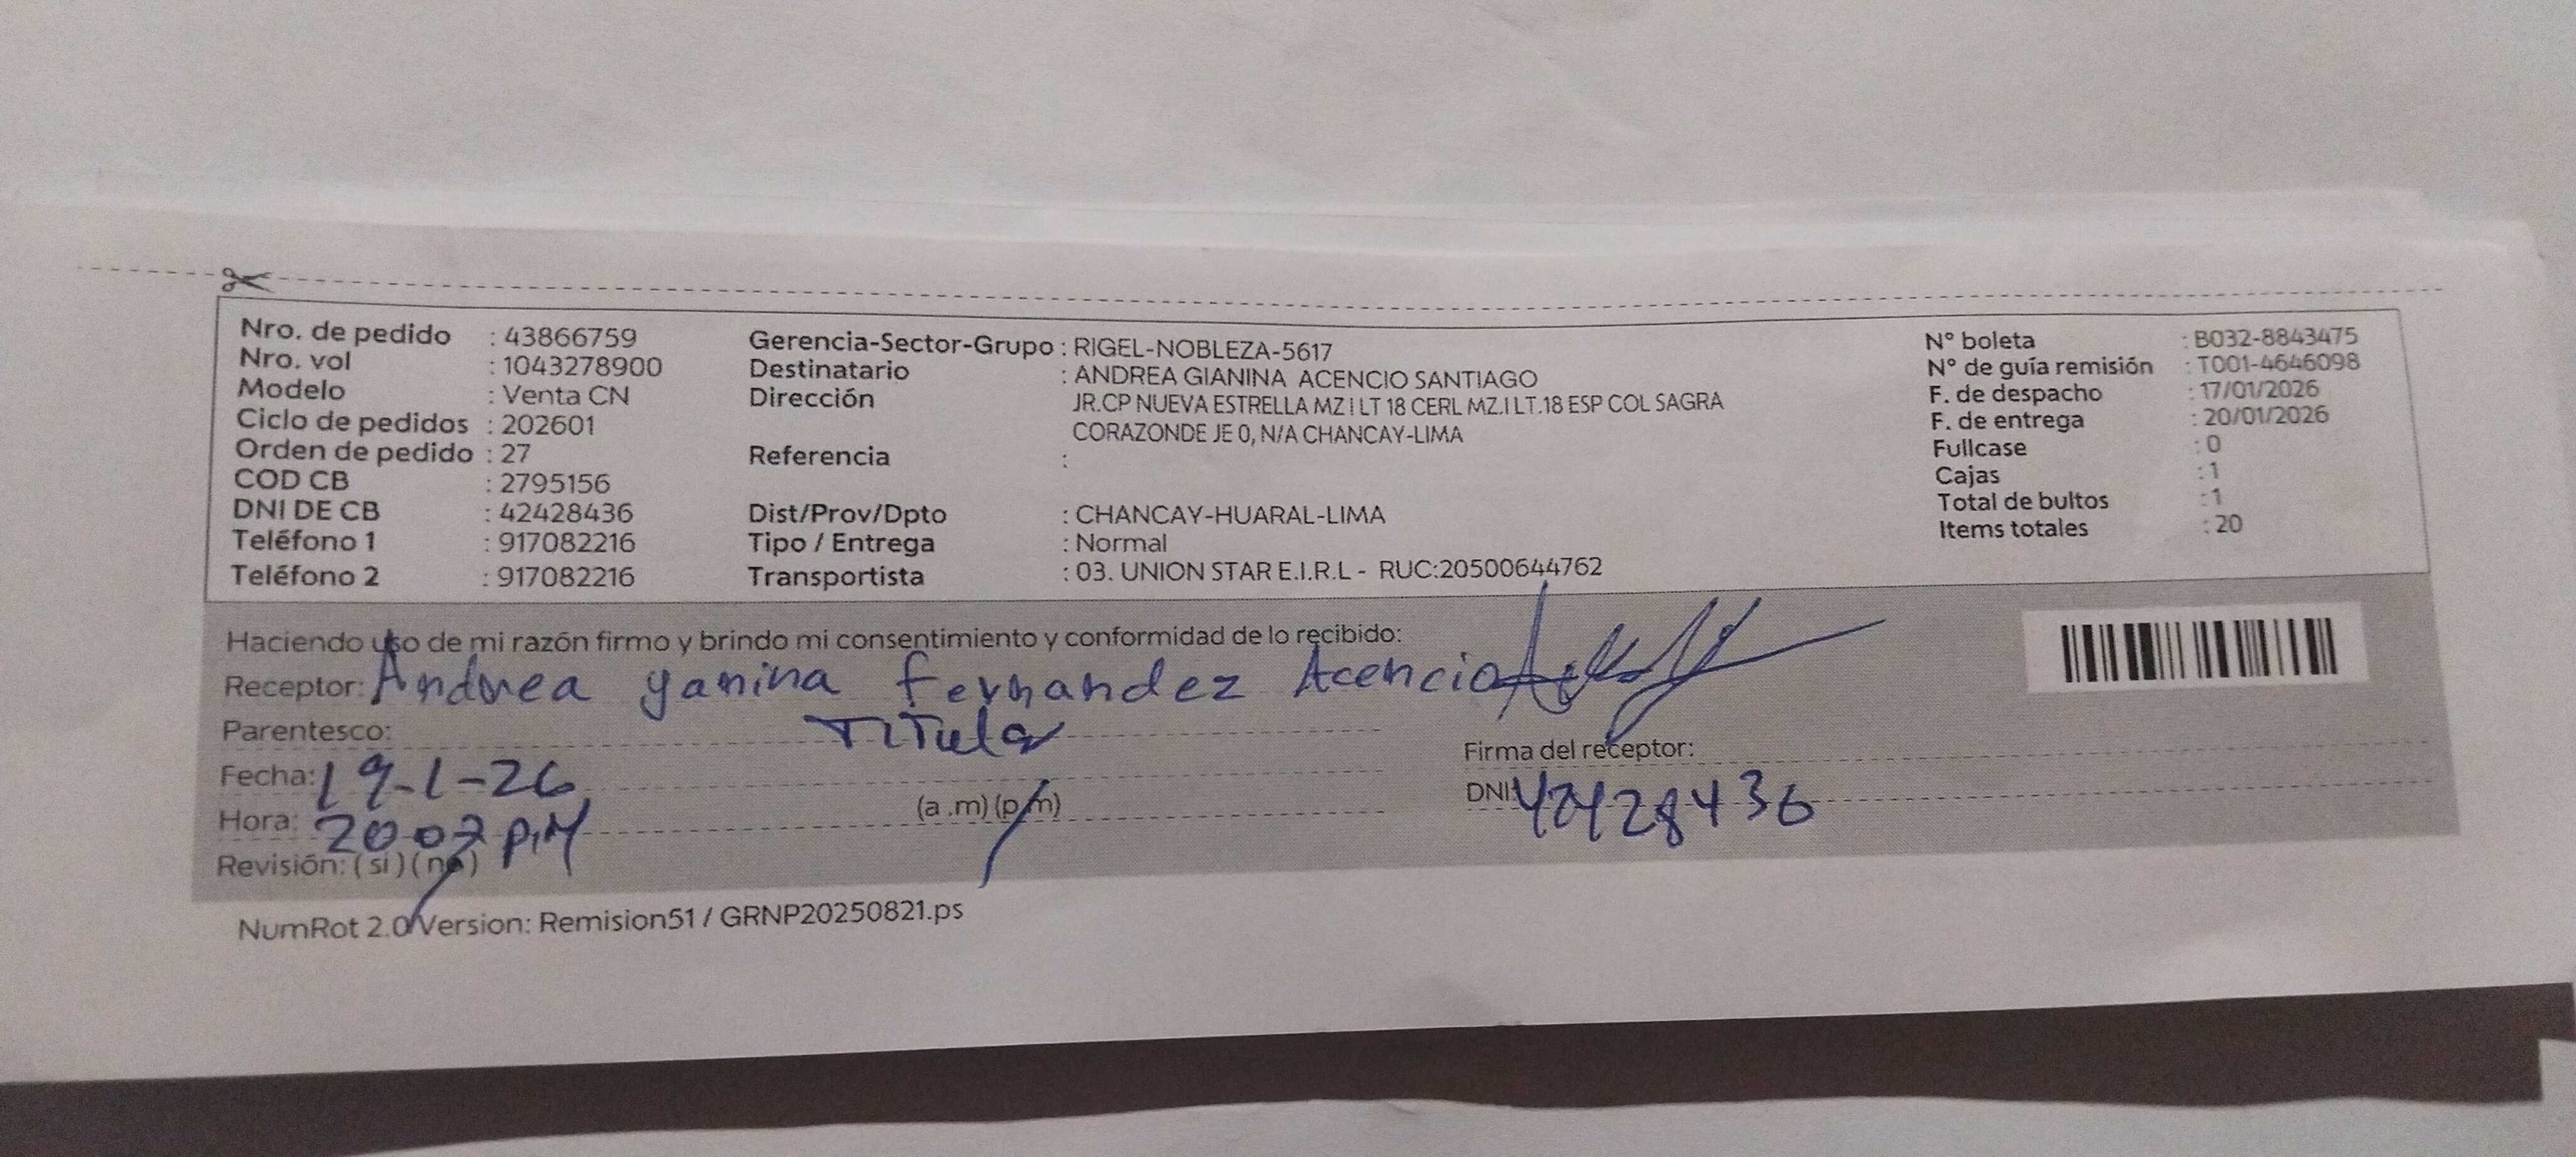 Nro. de pedido : 43866759
Nro. vol : 1043278900
Modelo : Venta CN
Ciclo de pedidos : 202601
Orden de pedido : 27
COD CB : 2795156
DNI DE CB : 42428436
Teléfono 1 : 917082216
Teléfono 2 : 917082216
Gerencia-Sector-Grupo : RIGEL-NOBLEZA-5617
Destinatario : ANDREA GIANINA ACENCIO SANTIAGO
Dirección JR.CP NUEVA ESTRELLA MZ I LT 18 CERL MZ.I LT.18 ESP COL SAGRA
CORAZONDE JE 0, N/A CHANCAY-LIMA
Referencia :
Dist/Prov/Dpto : CHANCAY-HUARAL-LIMA
Tipo / Entrega : Normal
Transportista : 03. UNION STAR E.I.R.L - RUC:20500644762
N° boleta : B032-8843475
N° de guía remisión : T001-4646098
F. de despacho : 17/01/2026
F. de entrega : 20/01/2026
Fullcase : 0
Cajas : 1
Total de bultos : 1
Items totales : 20
Haciendo uso de mi razón firmo y brindo mi consentimiento y conformidad de lo recibido:
Receptor: Andrea yanina fernandez Acencio
Parentesco: Titula
Firma del receptor:
Fecha: 19-1-26
DNI: 42428436
Hora: 2007 PM (a .m) (p.m)
Revisión: ( si ) ( no )
NumRot 2.0 Version: Remision51 / GRNP20250821.ps